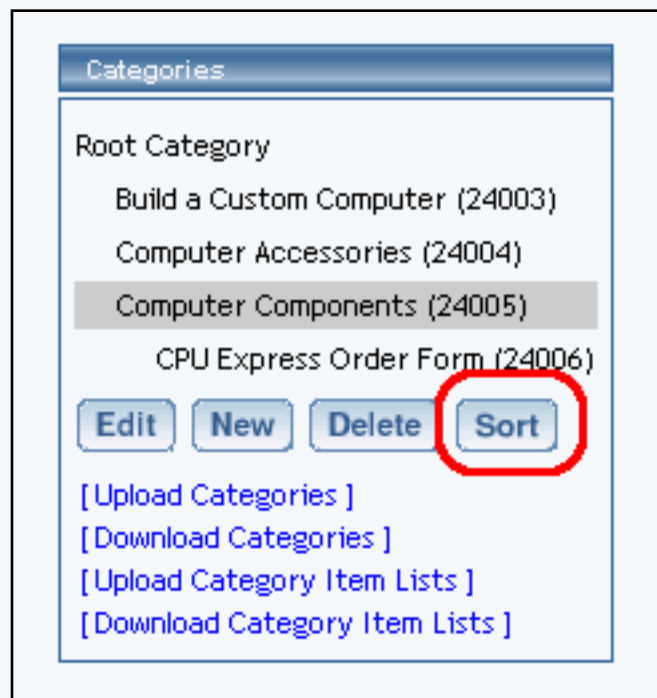 Categories
Root Category
Build a Custom Computer (24003)
Computer Accessories (24004)
Computer Components (24005)
CPU Express Order Form (24006)
Edit New Delete Sort
[ Upload Categories ]
[ Download Categories ]
[ Upload Category Item Lists ]
[ Download Category Item Lists ]